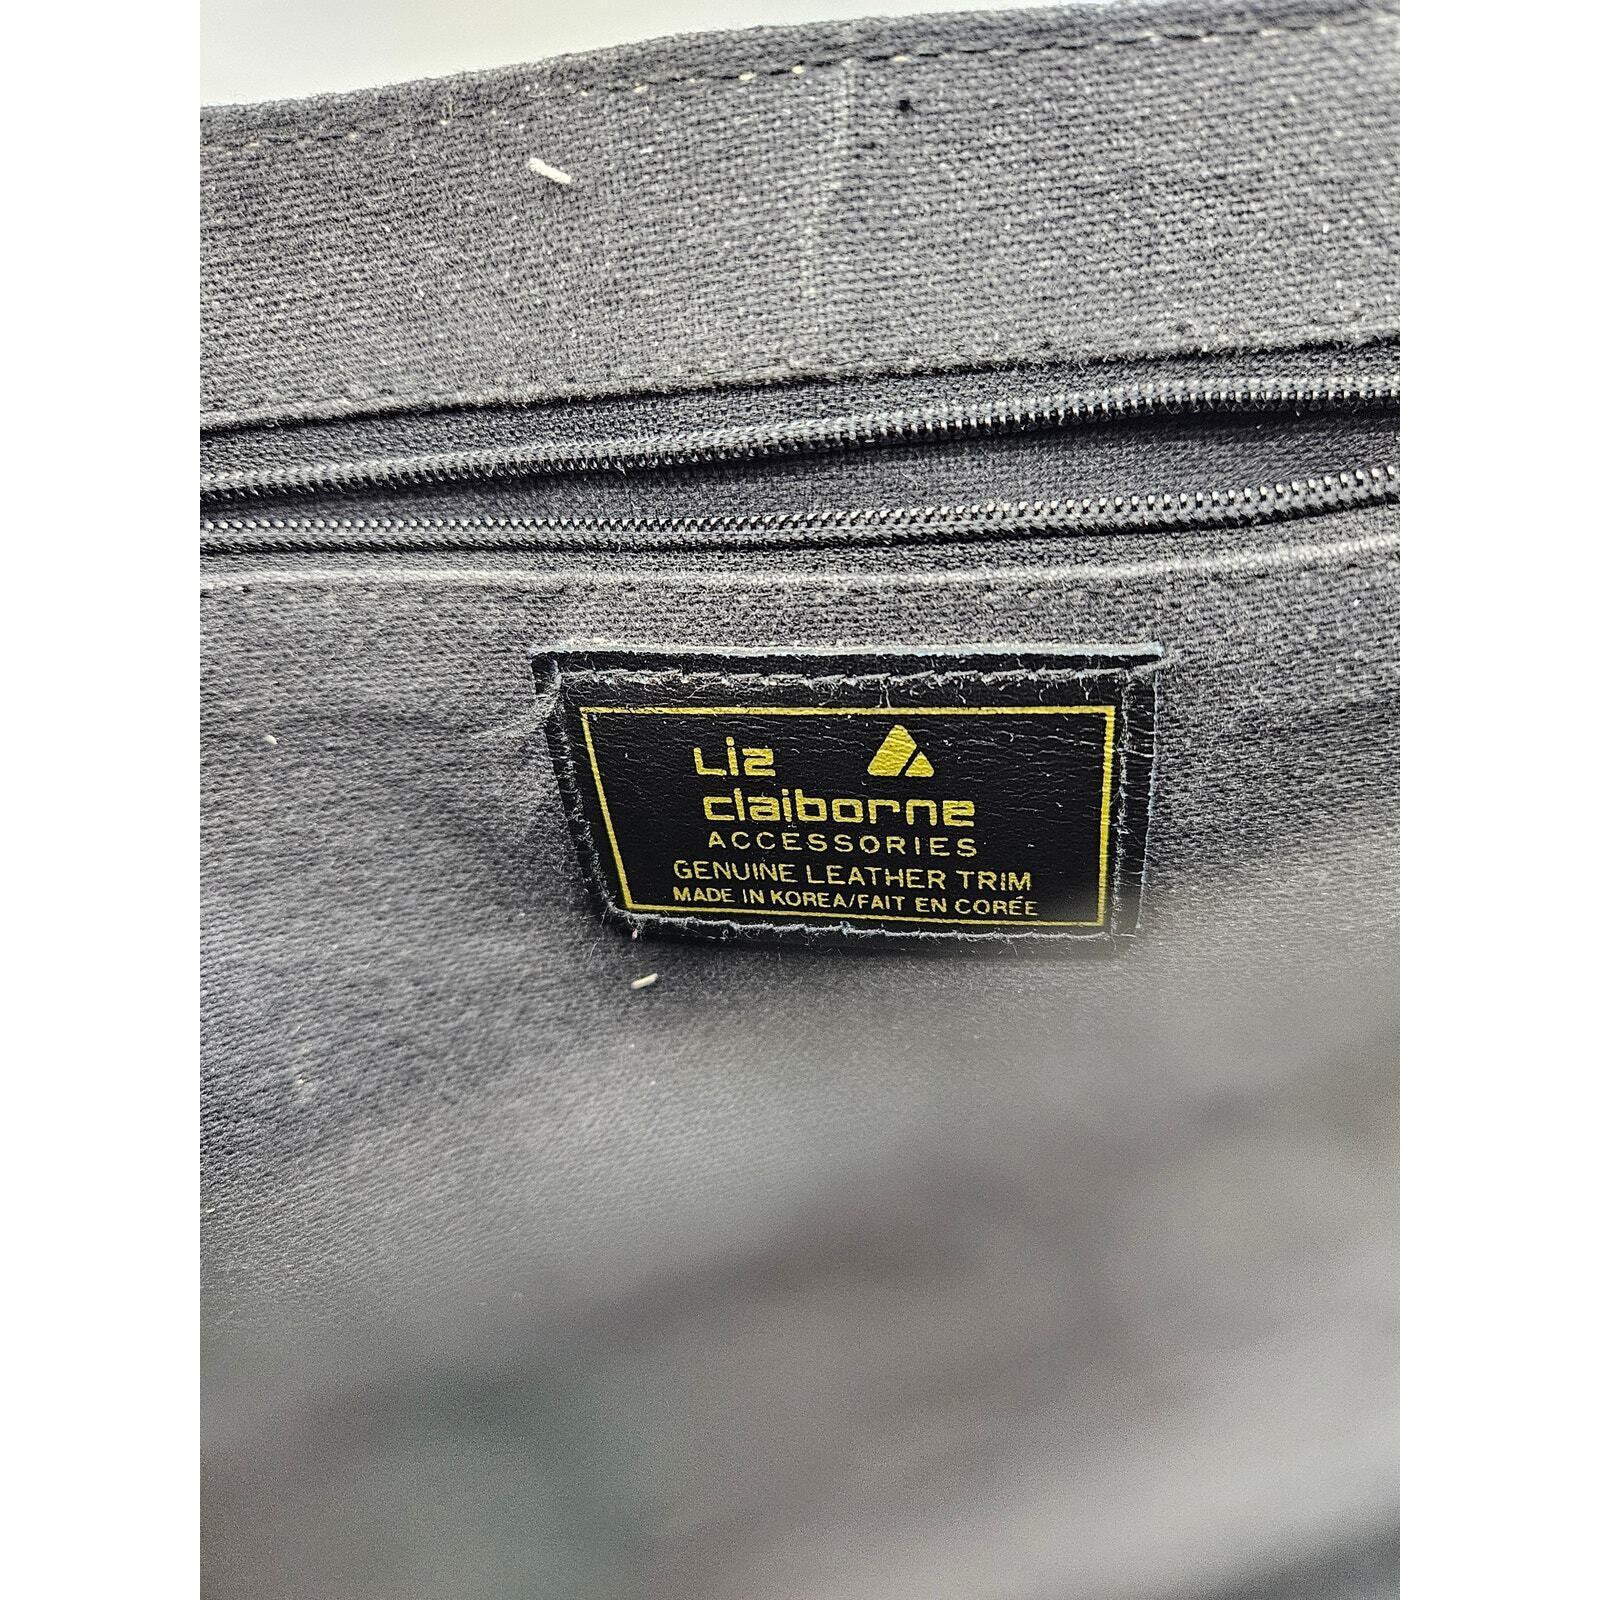 Liz
claiborne
ACCESSORIES
GENUINE LEATHER TRIM
MADE IN KOREA/FAIT EN CORÉE